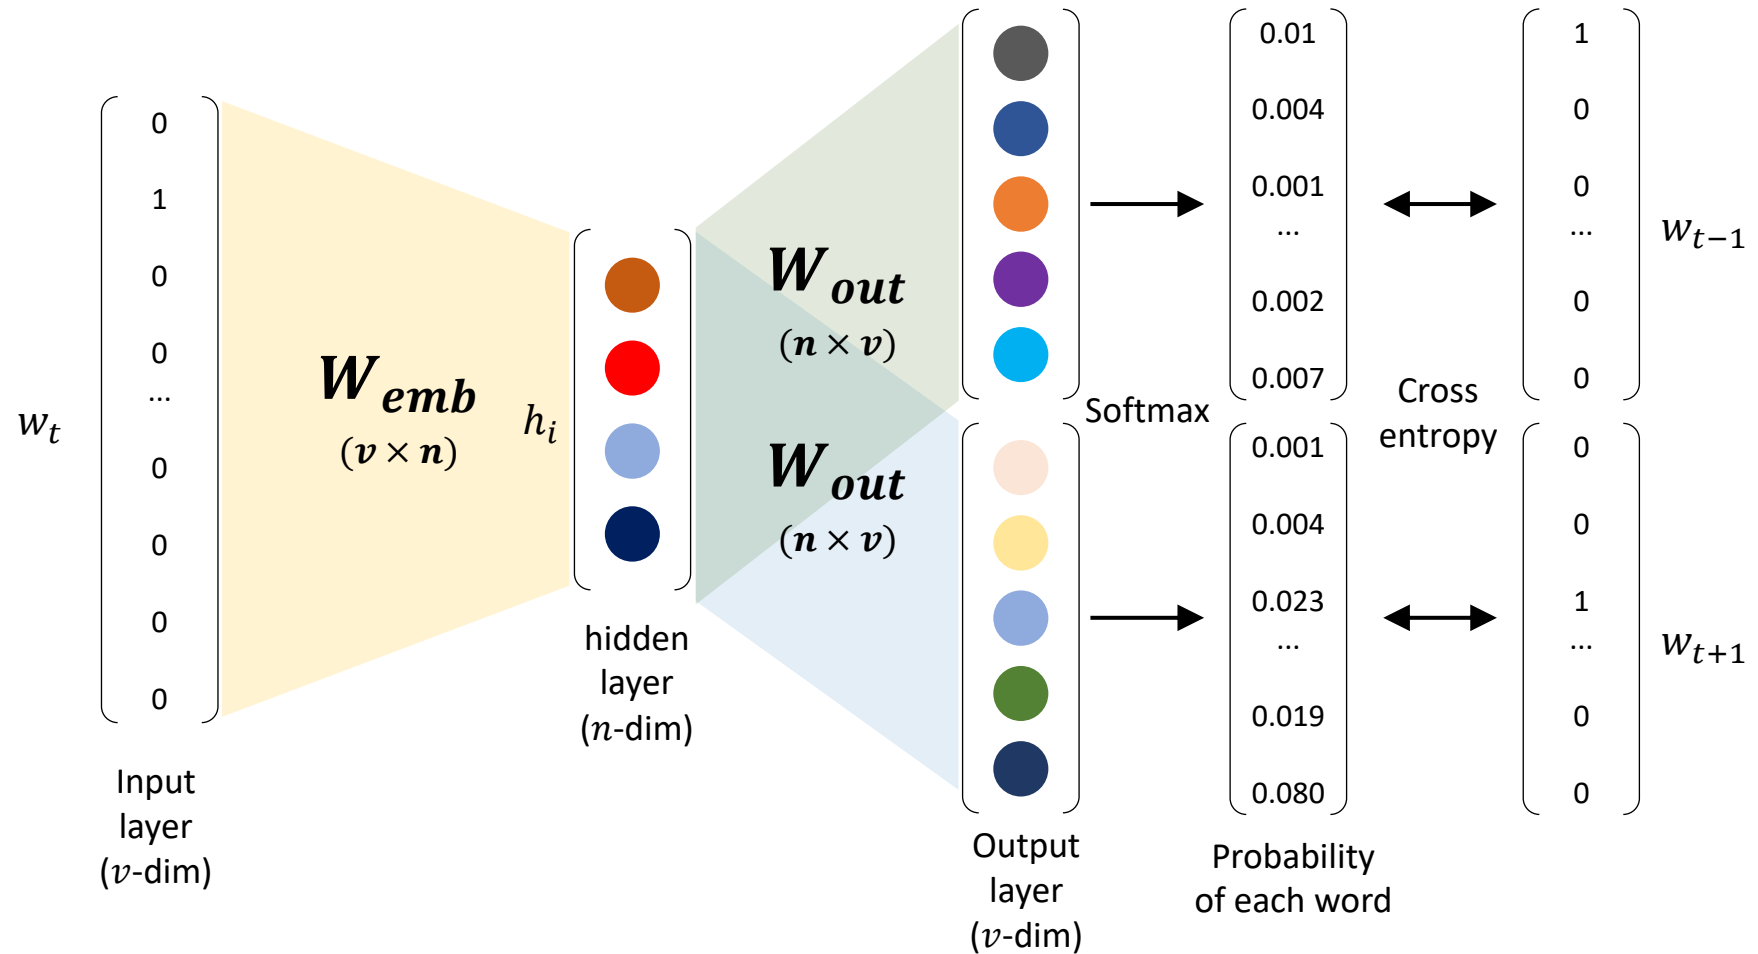 w_t
0
1
0
0
...
0
0
0
0
Input
layer
(v-dim)
W_emb
(v × n)
h_i
hidden
layer
(n-dim)
W_out
(n × v)
W_out
(n × v)
Output
layer
(v-dim)
Softmax
0.01
0.004
0.001
...
0.002
0.007
0.001
0.004
0.023
...
0.019
0.080
Probability
of each word
Cross
entropy
1
0
0
...
0
0
w_{t−1}
0
0
1
...
0
0
w_{t+1}